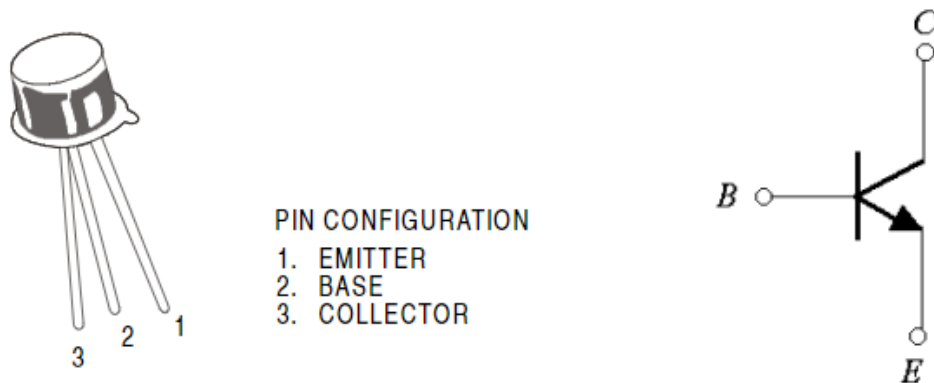 C
B
PIN CONFIGURATION
1. EMITTER
2. BASE
3. COLLECTOR
1
2
3
E